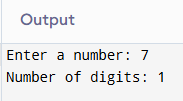 Output
Enter a number: 7
Number of digits: 1